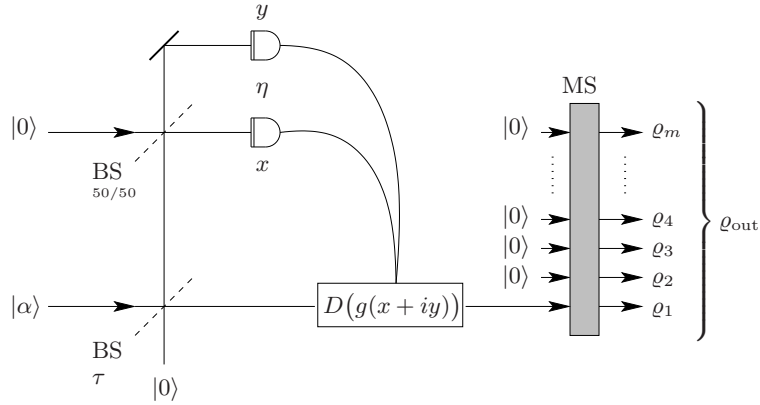 y
η
|0⟩
BS
50/50
x
|α⟩
BS
τ
|0⟩
D(g(x + iy))
MS
|0⟩
|0⟩
|0⟩
|0⟩
ϱm
ϱ4
ϱ3
ϱ2
ϱ1
ϱout